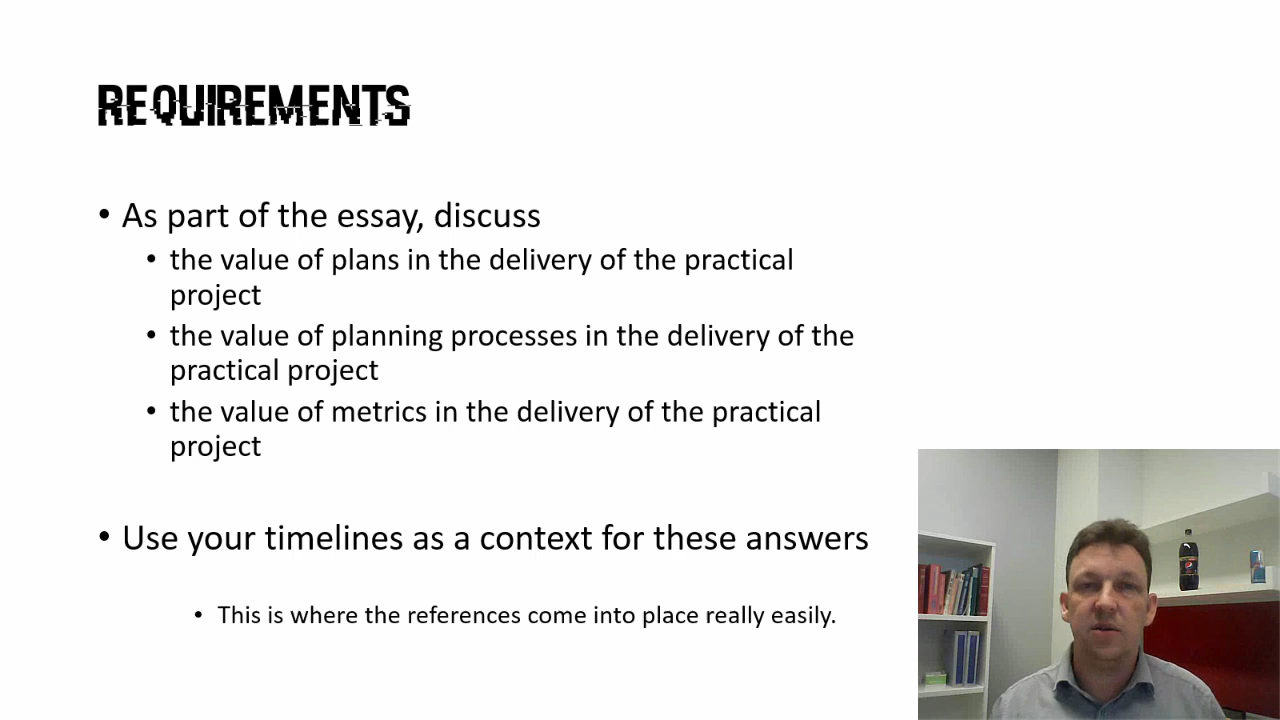 REQUIREMENTS
• As part of the essay, discuss
• the value of plans in the delivery of the practical
project
• the value of planning processes in the delivery of the
practical project
• the value of metrics in the delivery of the practical
project
• Use your timelines as a context for these answers
• This is where the references come into place really easily.